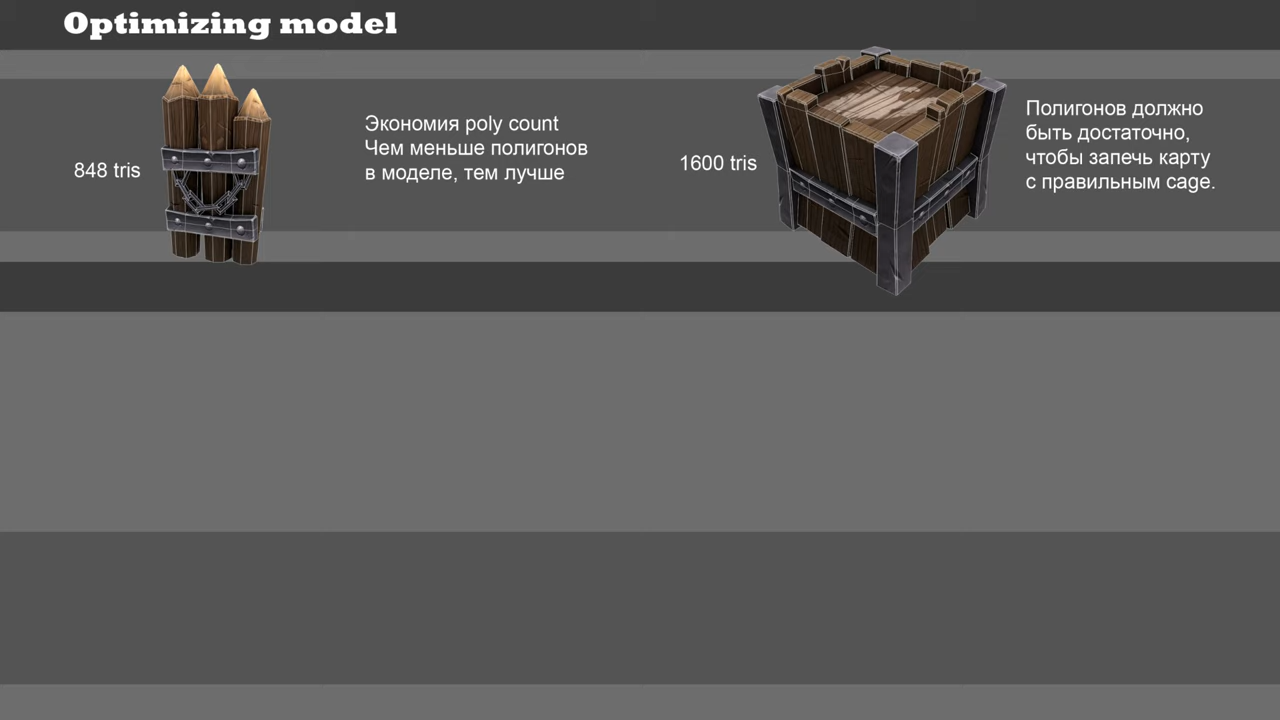 Optimizing model
848 tris
Экономия poly count
Чем меньше полигонов
в моделе, тем лучше
1600 tris
Полигонов должно
быть достаточно,
чтобы запечь карту
с правильным cage.